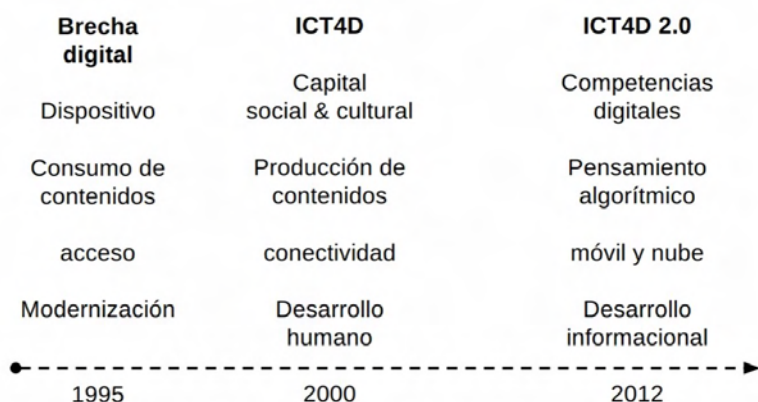 Brecha
digital
Dispositivo
Consumo de
contenidos
acceso
Modernización
1995
ICT4D
Capital
social & cultural
Producción de
contenidos
conectividad
Desarrollo
humano
2000
ICT4D 2.0
Competencias
digitales
Pensamiento
algorítmico
móvil y nube
Desarrollo
informacional
2012